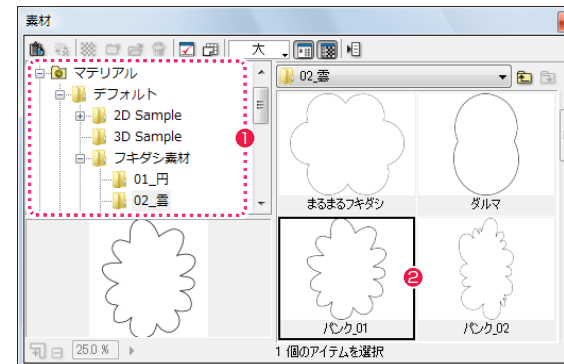 素材
大
マテリアル
デフォルト
2D Sample
3D Sample
フキダシ素材
01_円
02_雲
❶
02_雲
まるまるフキダシ
ダルマ
❷
パンク_01
パンク_02
25.0 %
1 個のアイテムを選択